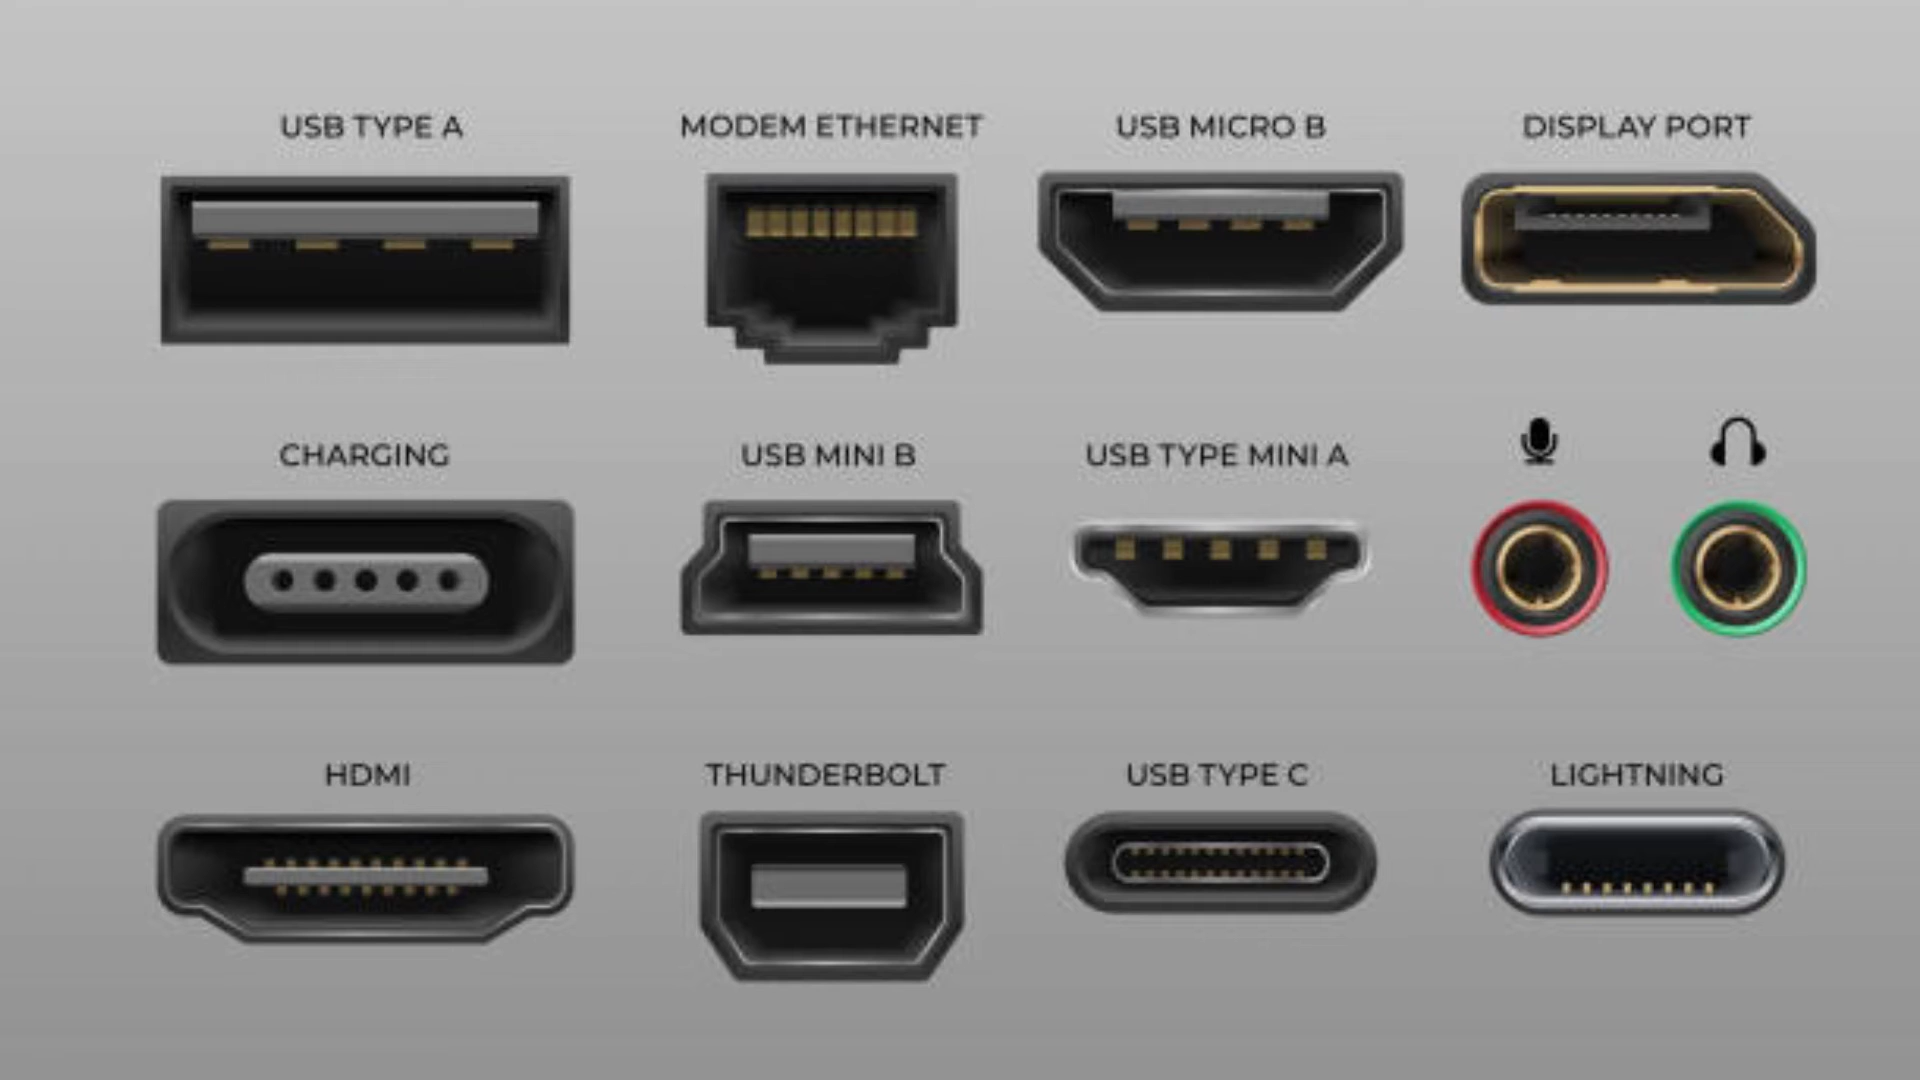 USB TYPE A
MODEM ETHERNET
USB MICRO B
DISPLAY PORT
CHARGING
USB MINI B
USB TYPE MINI A
HDMI
THUNDERBOLT
USB TYPE C
LIGHTNING